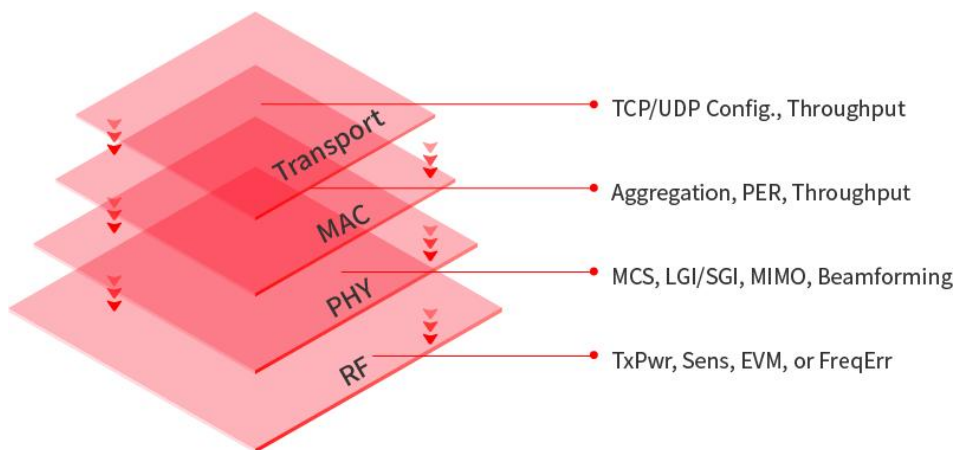 Transport
TCP/UDP Config., Throughput
MAC
Aggregation, PER, Throughput
PHY
MCS, LGI/SGI, MIMO, Beamforming
RF
TxPwr, Sens, EVM, or FreqErr